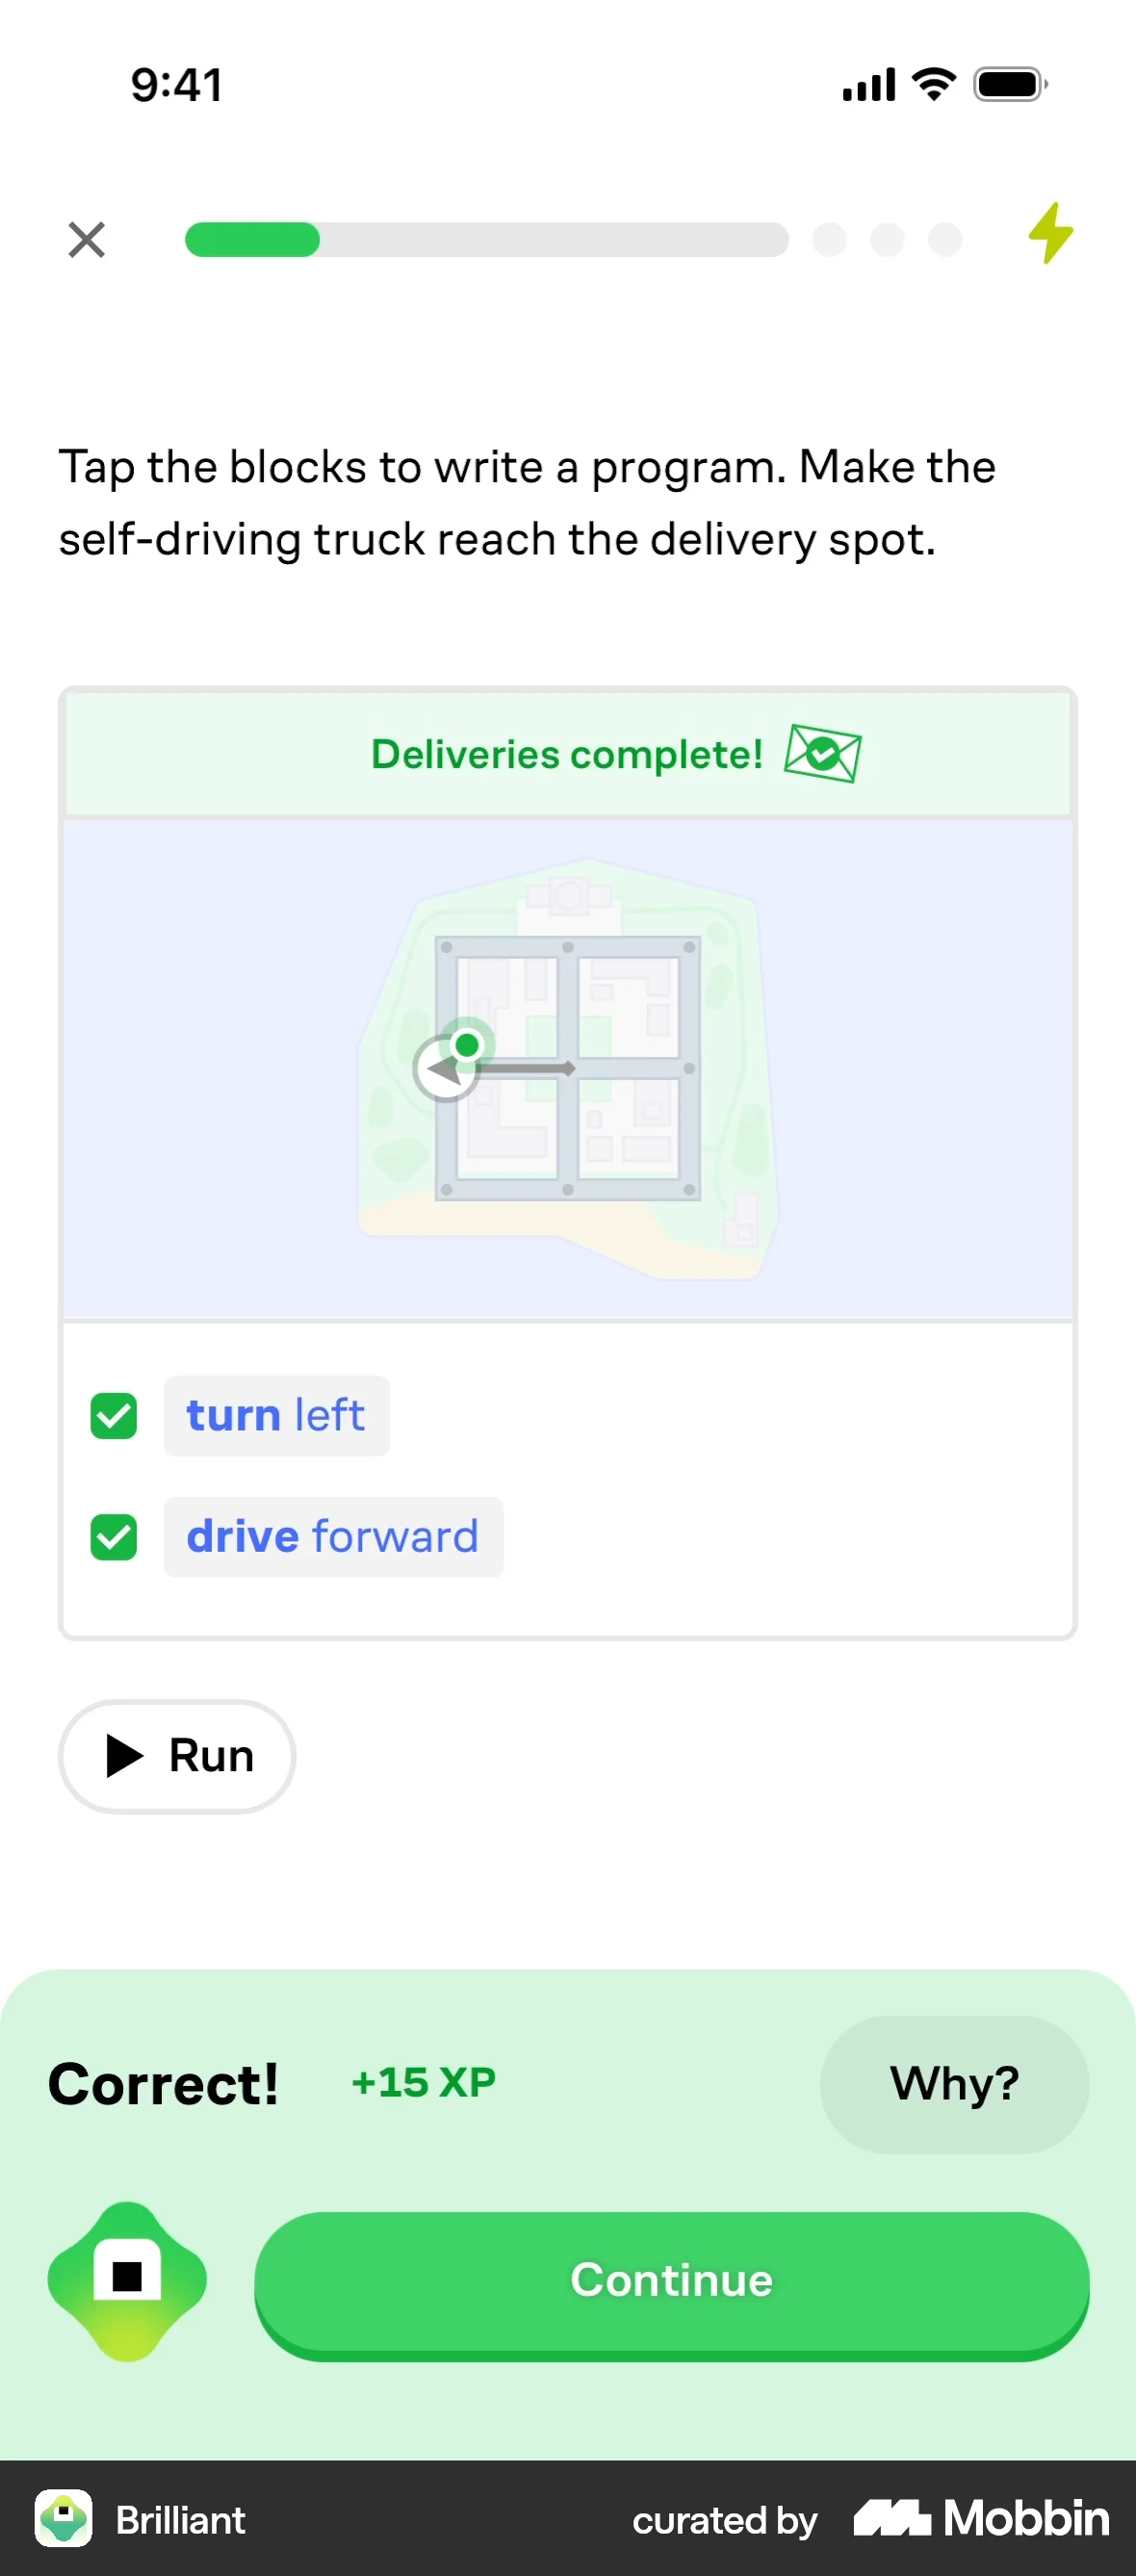 9:41
Tap the blocks to write a program. Make the
self-driving truck reach the delivery spot.
Deliveries complete!
turn left
drive forward
Run
Correct!
+15 XP
Why?
Continue
Brilliant
curated by
Mobbin